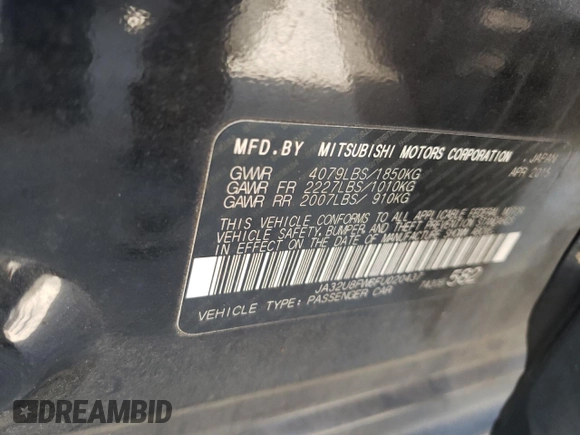 MFD.BY MITSUBISHI MOTORS CORPORATION , JAPAN
GVWR 4079LBS/1850KG APR 2015
GAWR FR 2227LBS/1010KG
GAWR RR 2007LBS/ 910KG
THIS VEHICLE CONFORMS TO ALL APPLICABLE FEDERAL MOTOR
VEHICLE SAFETY, BUMPER, AND THEFT PREVENTION STANDARDS
IN EFFECT ON THE DATE OF MANUFACTURE
VEHICLE TYPE: PASSENGER CAR
DREAMBID